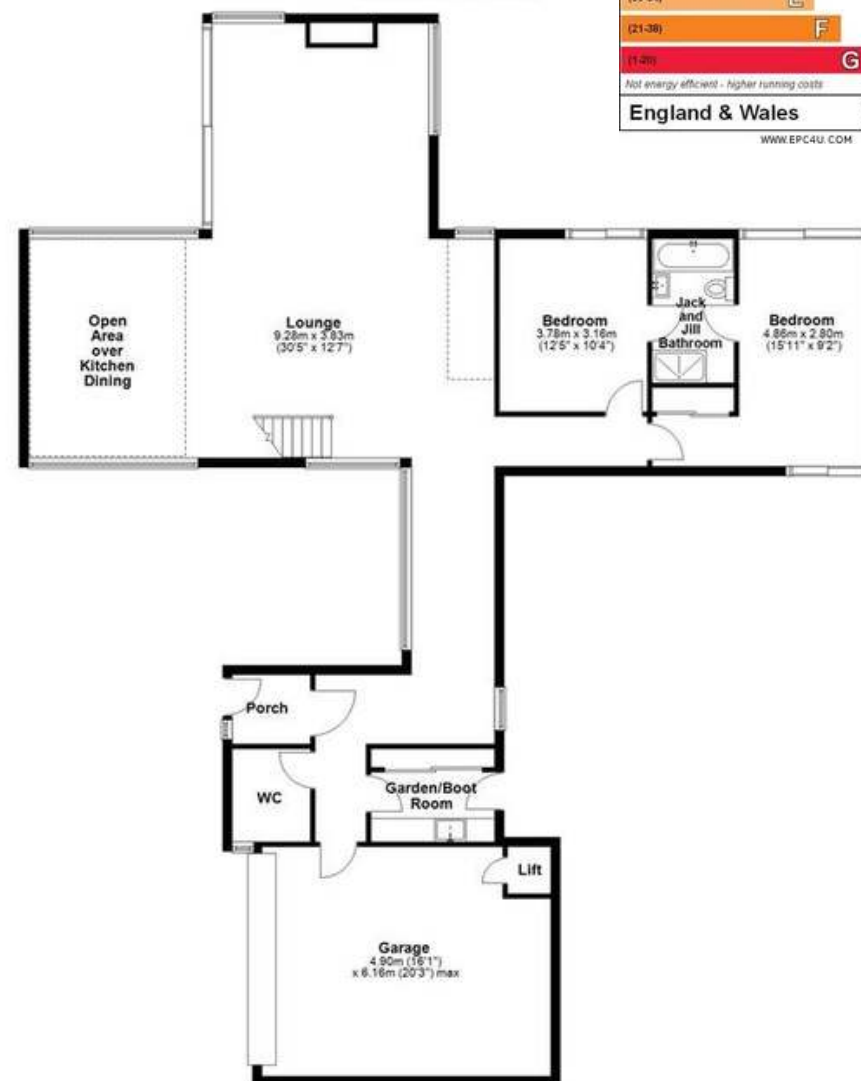 E
(21-38) F
(1-20) G
Not energy efficient - higher running costs
England & Wales
WWW.EPC4U.COM
Open
Area
over
Kitchen
Dining
Lounge
9.28m x 3.83m
(30'5" x 12'7")
Bedroom
3.78m x 3.16m
(12'5" x 10'4")
Jack
and
Jill
Bathroom
Bedroom
4.86m x 2.80m
(15'11" x 9'2")
Porch
WC
Garden/Boot
Room
Lift
Garage
4.90m (16'1")
x 6.16m (20'3") max